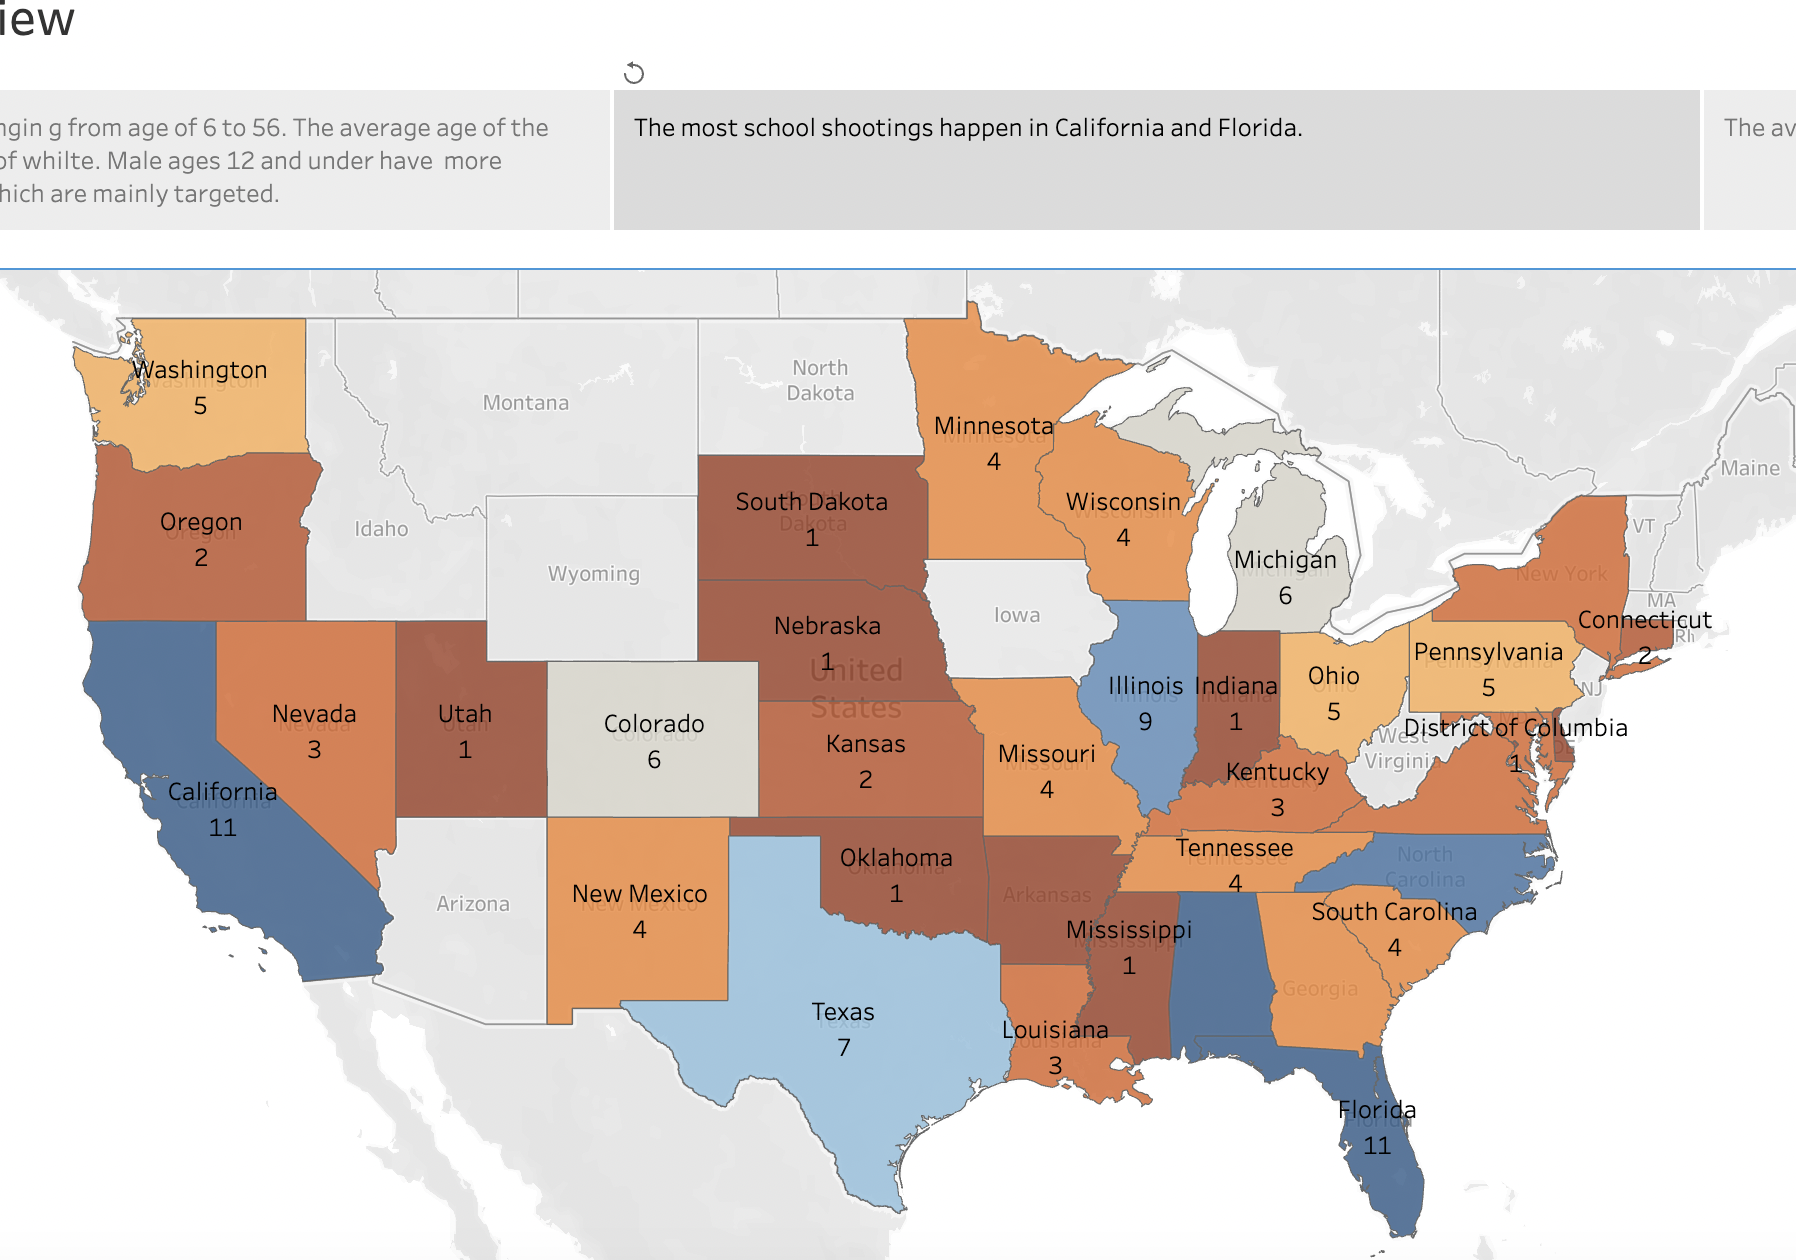 iew
ngin g from age of 6 to 56. The average age of the
of whilte. Male ages 12 and under have more
hich are mainly targeted.
The most school shootings happen in California and Florida.
The av
Washington
5
North
Dakota
Montana
Minnesota
4
Maine
South Dakota
1
Wisconsin
4
Oregon
2
Idaho
VT
Michigan
6
Wyoming
New York
MA
Iowa
Connecticut
2
Rh
Nebraska
1
United
States
Pennsylvania
5
Ohio
5
Illinois
9
Indiana
1
NJ
Nevada
3
Utah
1
Colorado
6
District of Columbia
1
West
Virginia
DE
Kansas
2
Missouri
4
Kentucky
3
California
11
Tennessee
4
North
Carolina
Oklahoma
1
Arkansas
New Mexico
4
Arizona
South Carolina
4
Mississippi
1
Georgia
Texas
7
Louisiana
3
Florida
11